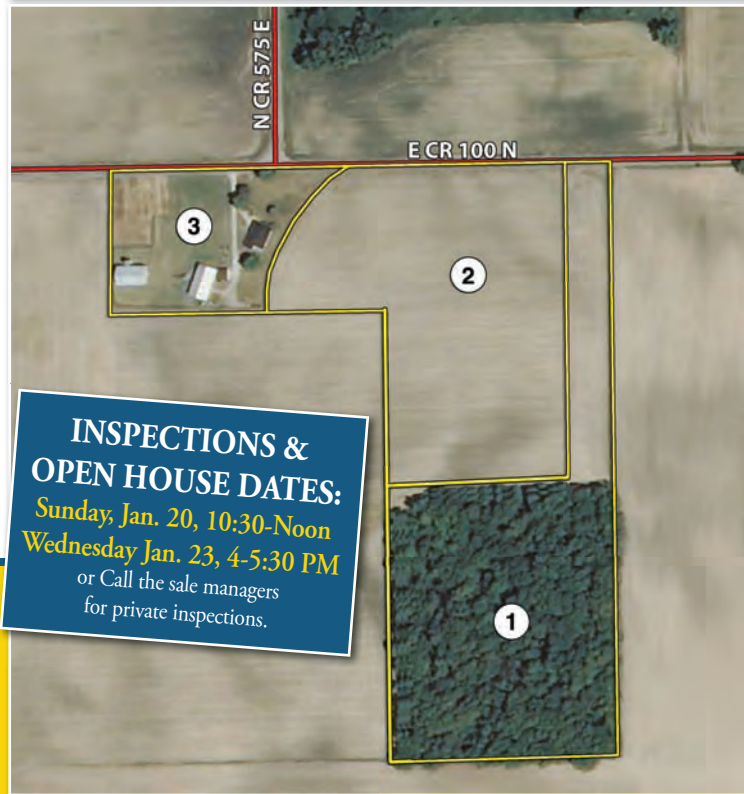 N CR 575 E
E CR 100 N
3
2
INSPECTIONS &
OPEN HOUSE DATES:
Sunday, Jan. 20, 10:30-Noon
Wednesday Jan. 23, 4-5:30 PM
or Call the sale managers
for private inspections.
1